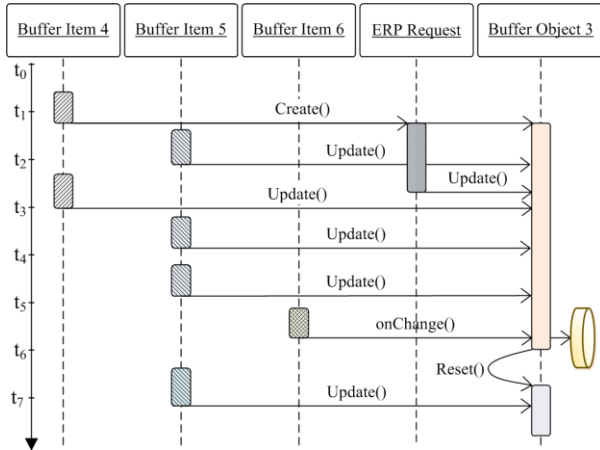 Buffer Item 4
Buffer Item 5
Buffer Item 6
ERP Request
Buffer Object 3
t0
t1
Create()
t2
Update()
Update()
t3
Update()
t4
Update()
Update()
t5
onChange()
t6
Reset()
t7
Update()